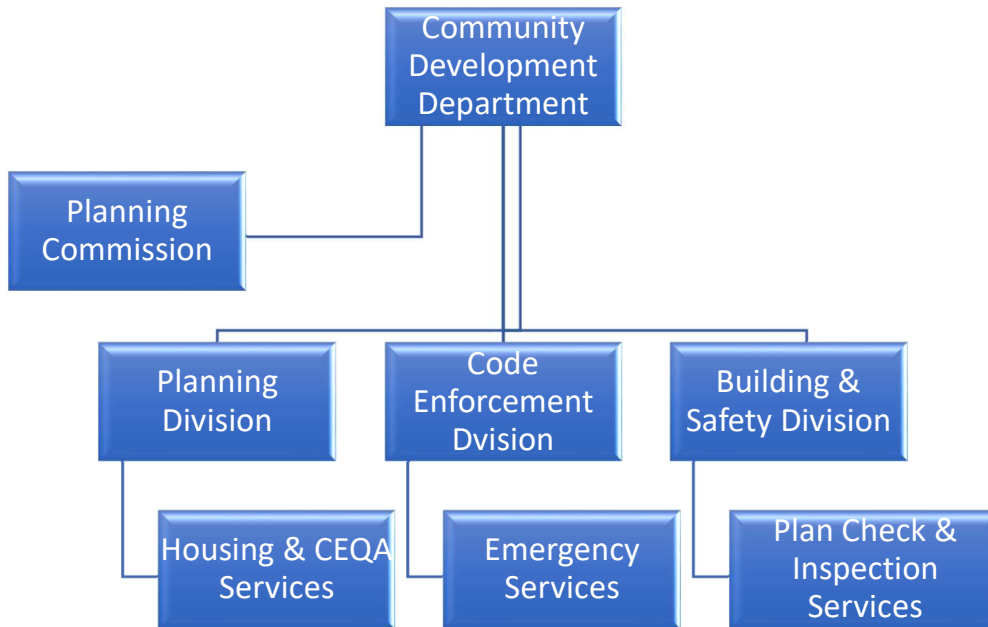 Community
Development
Department
Planning
Commission
Planning
Division
Code
Enforcement
Dvision
Building &
Safety Division
Housing & CEQA
Services
Emergency
Services
Plan Check &
Inspection
Services